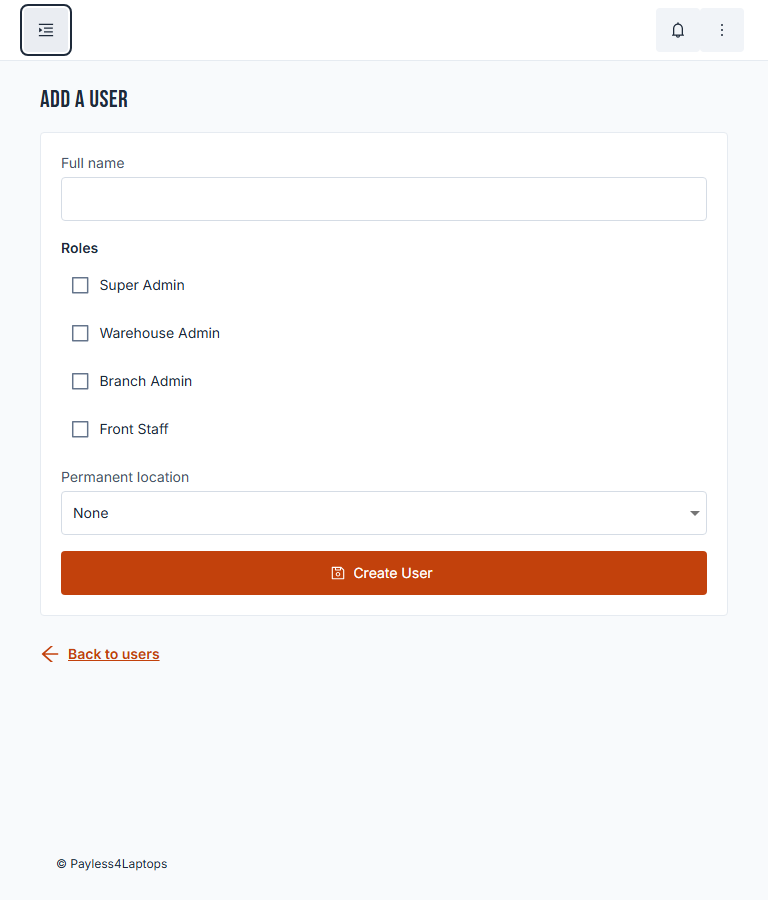 ADD A USER
Full name
Roles
Super Admin
Warehouse Admin
Branch Admin
Front Staff
Permanent location
None
Create User
Back to users
© Payless4Laptops